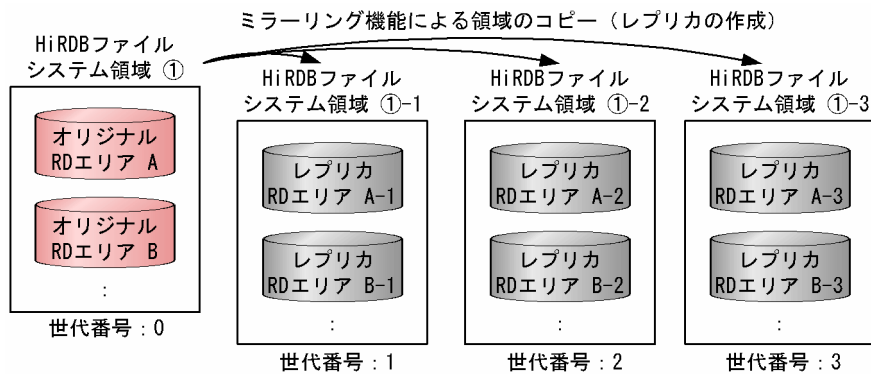 ミラーリング機能による領域のコピー（レプリカの作成）
HiRDBファイル
システム領域 ①
オリジナル
RDエリア A
オリジナル
RDエリア B
：
世代番号：0
HiRDBファイル
システム領域 ①-1
レプリカ
RDエリア A-1
レプリカ
RDエリア B-1
：
世代番号：1
HiRDBファイル
システム領域 ①-2
レプリカ
RDエリア A-2
レプリカ
RDエリア B-2
：
世代番号：2
HiRDBファイル
システム領域 ①-3
レプリカ
RDエリア A-3
レプリカ
RDエリア B-3
：
世代番号：3